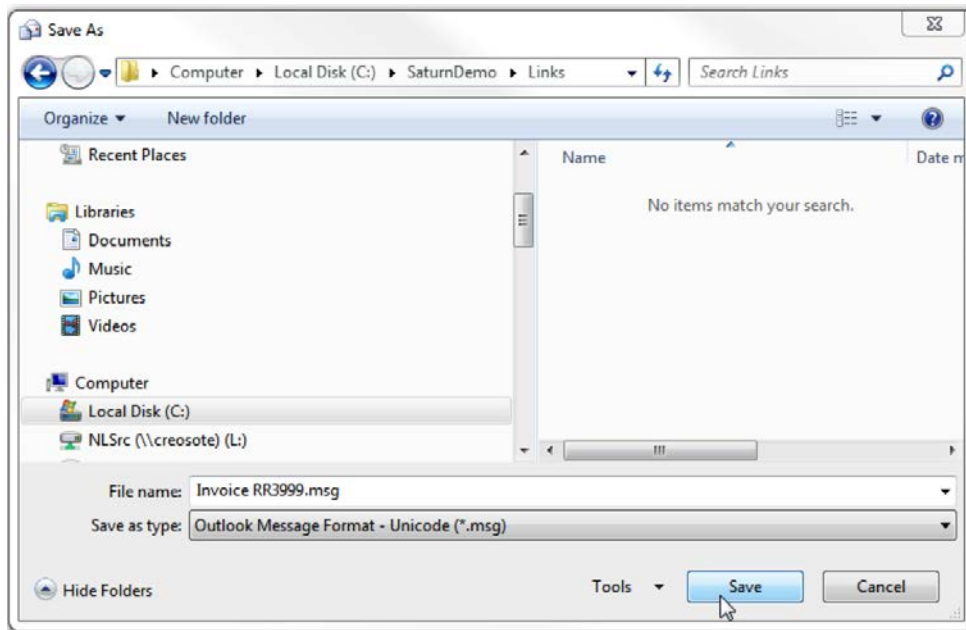 Save As
Computer ▸ Local Disk (C:) ▸ SaturnDemo ▸ Links
Search Links
Organize
New folder
Name
Date m
No items match your search.
Recent Places
Libraries
Documents
Music
Pictures
Videos
Computer
Local Disk (C:)
NLSrc (\\creosote) (L:)
File name: Invoice RR3999.msg
Save as type: Outlook Message Format - Unicode (*.msg)
Hide Folders
Tools
Save
Cancel